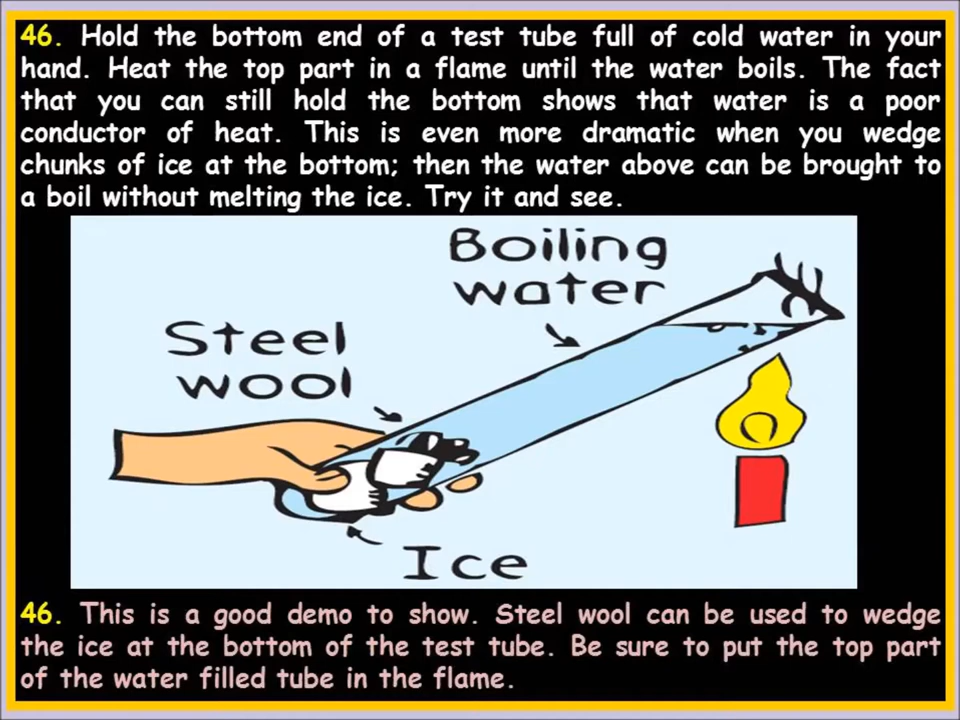 46. Hold the bottom end of a test tube full of cold water in your
hand. Heat the top part in a flame until the water boils. The fact
that you can still hold the bottom shows that water is a poor
conductor of heat. This is even more dramatic when you wedge
chunks of ice at the bottom; then the water above can be brought to
a boil without melting the ice. Try it and see.
Boiling
water
Steel
wool
Ice
46. This is a good demo to show. Steel wool can be used to wedge
the ice at the bottom of the test tube. Be sure to put the top part
of the water filled tube in the flame.